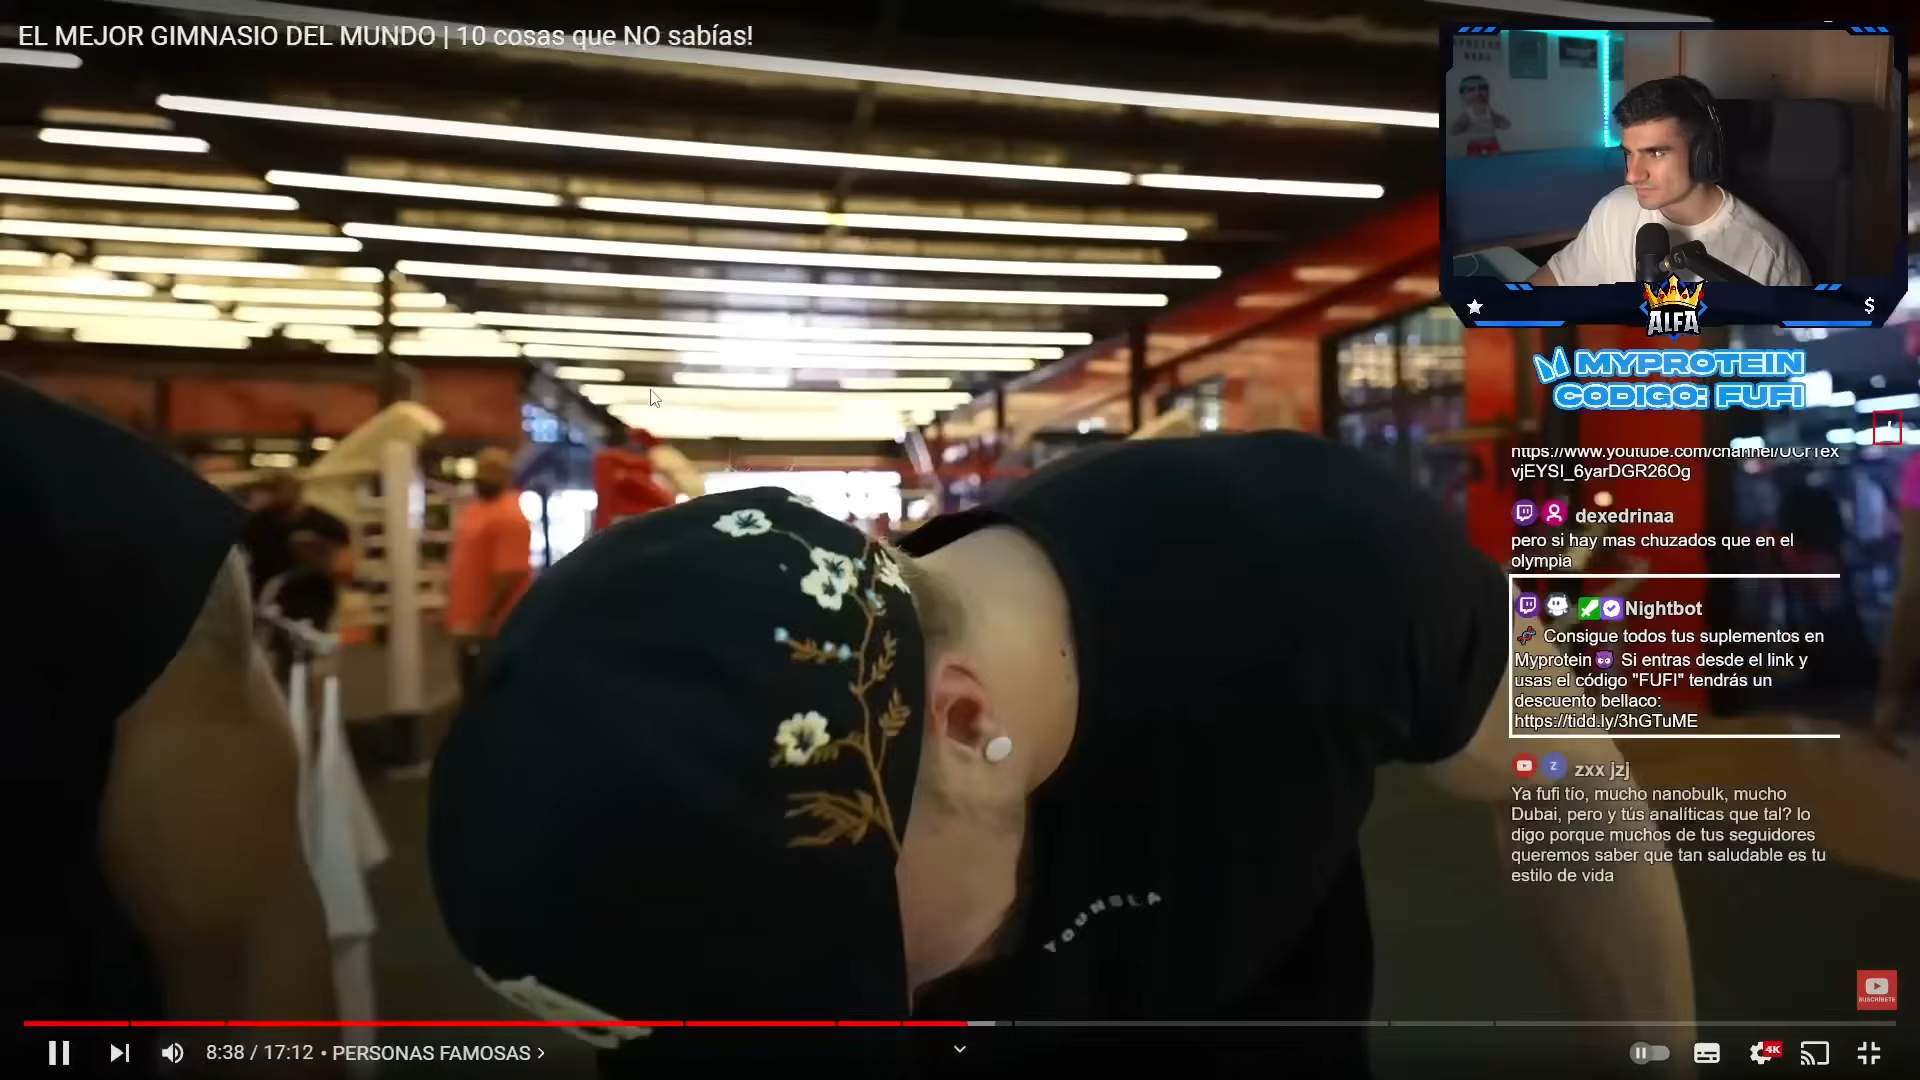 EL MEJOR GIMNASIO DEL MUNDO | 10 cosas que NO sabías!
ALFA
$
MYPROTEIN
CODIGO: FUFI
vjEYSI_6yarDGR26Og
dexedrinaa
pero si hay mas chuzados que en el
olympia
Nightbot
Consigue todos tus suplementos en
Myprotein Si entras desde el link y
usas el código "FUFI" tendrás un
descuento bellaco:
https://tidd.ly/3hGTuME
Z
zxx jzj
Ya fufi tío, mucho nanobulk, mucho
Dubai, pero y tús analíticas que tal? lo
digo porque muchos de tus seguidores
queremos saber que tan saludable es tu
estilo de vida
YOUNGLA
SUSCRÍBETE
8:38 / 17:12 • PERSONAS FAMOSAS >
4K